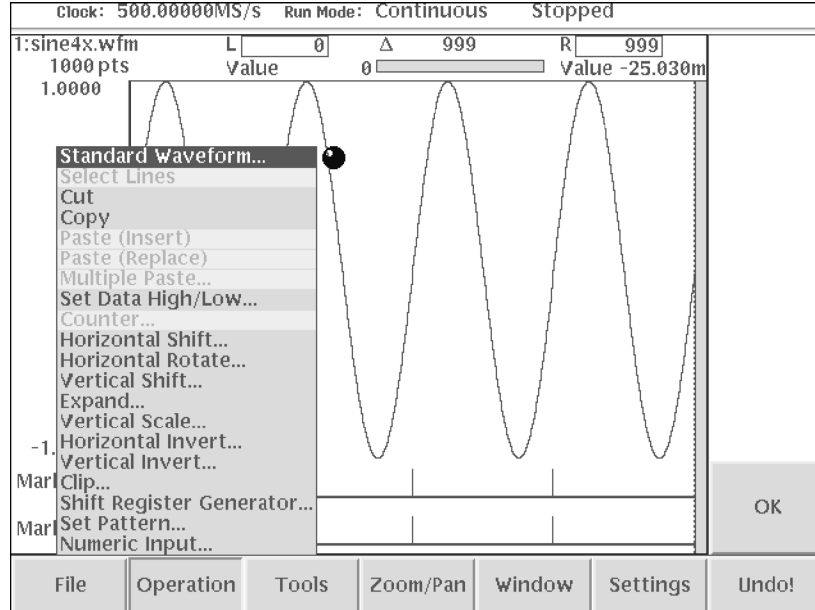 Clock: 500.00000MS/s Run Mode: Continuous Stopped
1:sine4x.wfm L 0 Δ 999 R 999
1000 pts Value 0 Value -25.030m
1.0000
Standard Waveform...
Select Lines
Cut
Copy
Paste (Insert)
Paste (Replace)
Multiple Paste...
Set Data High/Low...
Counter...
Horizontal Shift...
Horizontal Rotate...
Vertical Shift...
Expand...
Vertical Scale...
-1. Horizontal Invert...
Vertical Invert...
Marl Clip...
Shift Register Generator...
Marl Set Pattern...
Numeric Input...
OK
File Operation Tools Zoom/Pan Window Settings Undo!